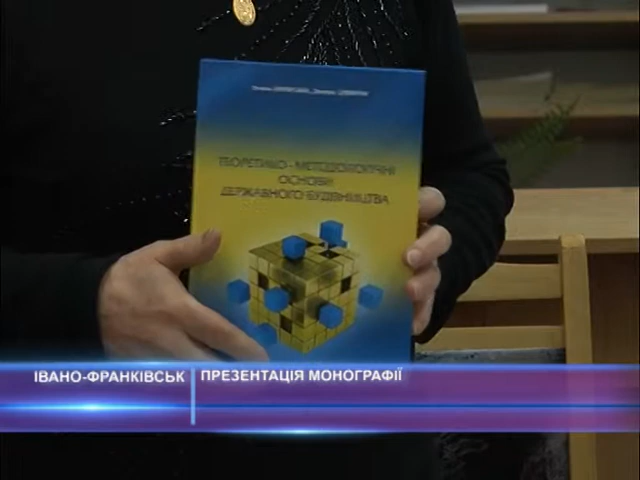 ТЕОРЕТИКО-МЕТОДОЛОГІЧНІ
ОСНОВИ
ДЕРЖАВНОГО БУДІВНИЦТВА
ІВАНО-ФРАНКІВСЬК
ПРЕЗЕНТАЦІЯ МОНОГРАФІЇ